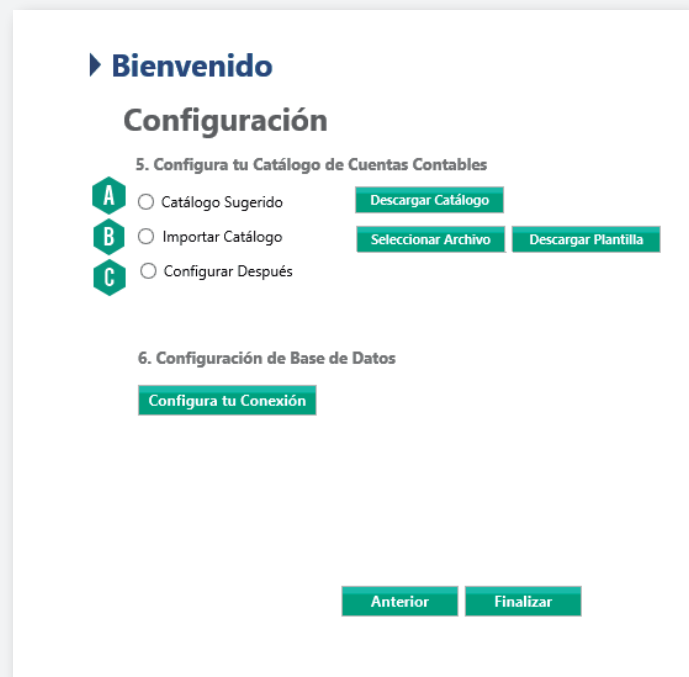 Bienvenido
Configuración
5. Configura tu Catálogo de Cuentas Contables
A Catálogo Sugerido Descargar Catálogo
B Importar Catálogo Seleccionar Archivo Descargar Plantilla
C Configurar Después
6. Configuración de Base de Datos
Configura tu Conexión
Anterior Finalizar